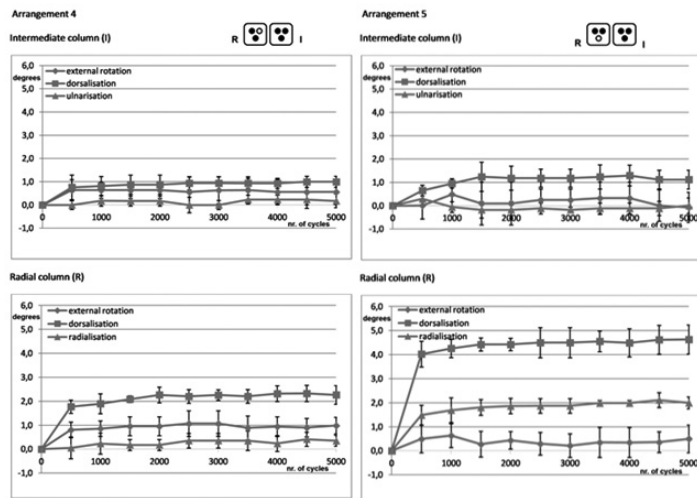 Arrangement 4
Intermediate column (I)
R I
6,0
degrees
5,0
4,0
3,0
2,0
1,0
0,0
-1,0
external rotation
dorsalisation
ulnarisation
0 1000 2000 3000 4000 5000
nr. of cycles
Arrangement 5
Intermediate column (I)
R I
6,0
degrees
5,0
4,0
3,0
2,0
1,0
0,0
-1,0
external rotation
dorsalisation
ulnarisation
0 1000 2000 3000 4000 5000
nr. of cycles
Radial column (R)
6,0
degrees
5,0
4,0
3,0
2,0
1,0
0,0
-1,0
external rotation
dorsalisation
radialisation
0 1000 2000 3000 4000 5000
nr. of cycles
Radial column (R)
6,0
degrees
5,0
4,0
3,0
2,0
1,0
0,0
-1,0
external rotation
dorsalisation
radialisation
0 1000 2000 3000 4000 5000
nr. of cycles